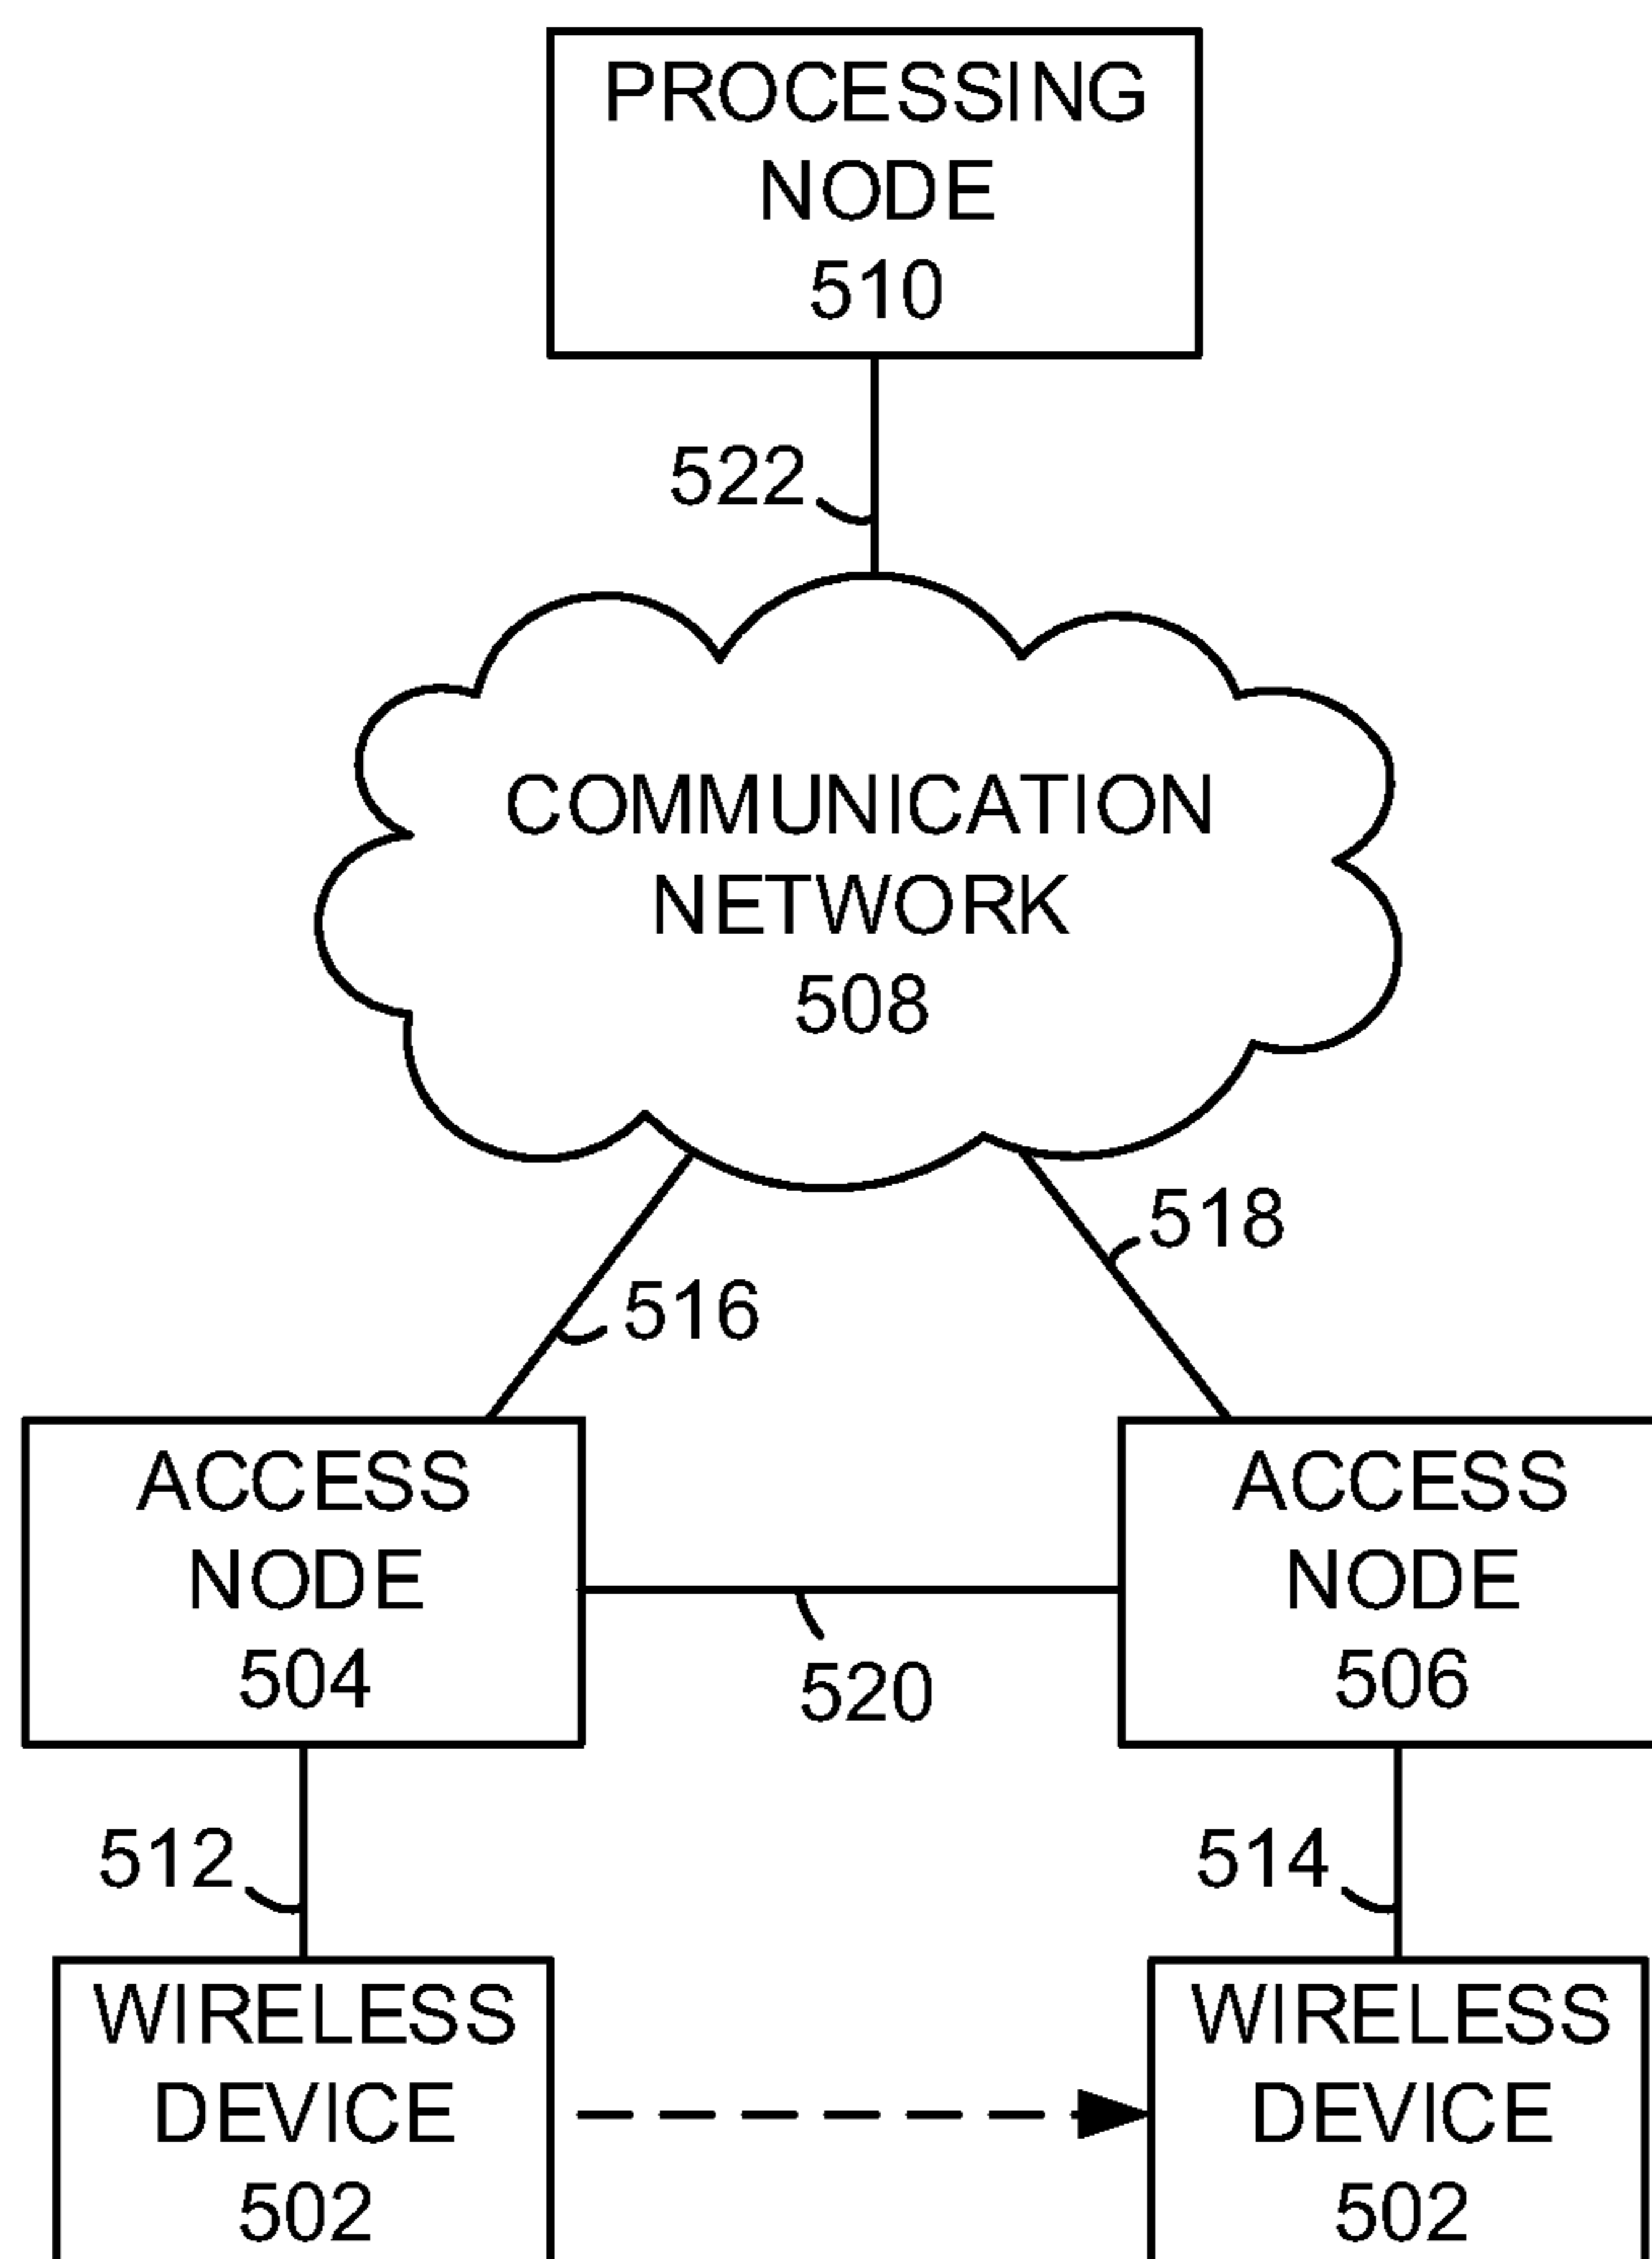 PROCESSING
NODE
510
522
COMMUNICATION
NETWORK
508
518
516
ACCESS
NODE
504
ACCESS
NODE
506
520
512
514
WIRELESS
DEVICE
502
WIRELESS
DEVICE
502